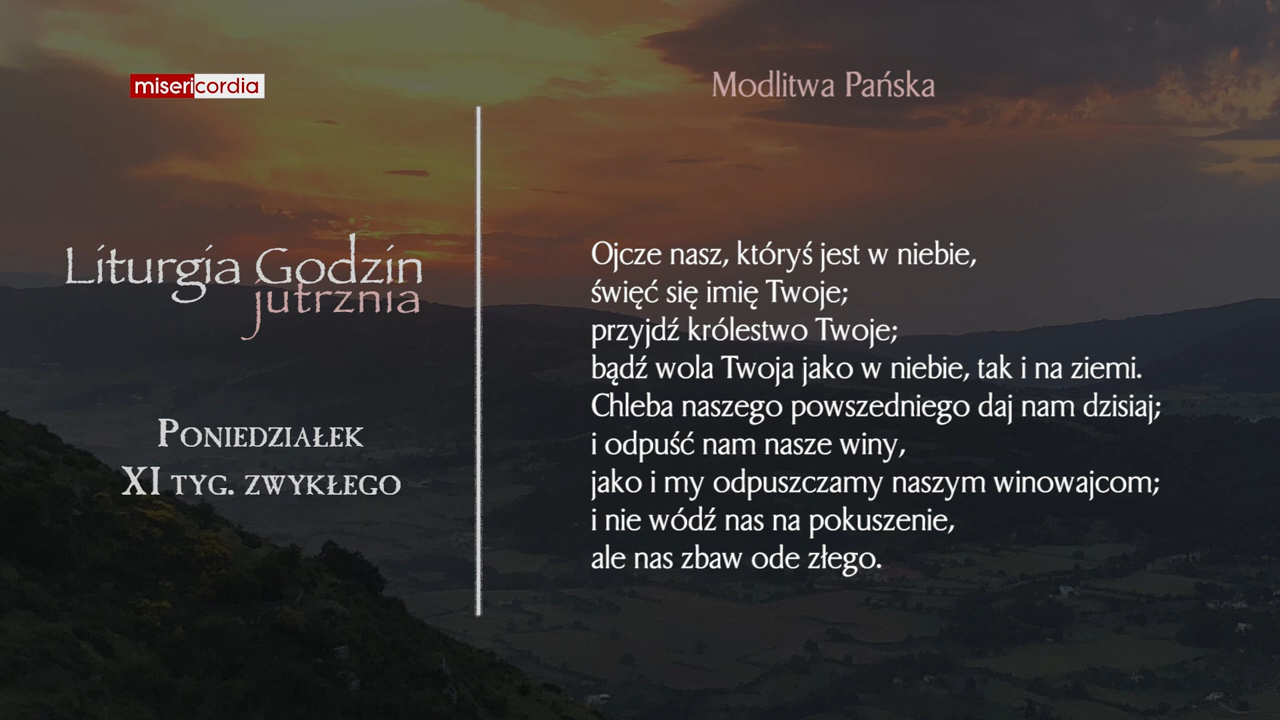 misericordia
Liturgia Godzin
jutrznia
Poniedziałek
XI tyg. zwykłego
Modlitwa Pańska
Ojcze nasz, któryś jest w niebie,
święć się imię Twoje;
przyjdź królestwo Twoje;
bądź wola Twoja jako w niebie, tak i na ziemi.
Chleba naszego powszedniego daj nam dzisiaj;
i odpuść nam nasze winy,
jako i my odpuszczamy naszym winowajcom;
i nie wódź nas na pokuszenie,
ale nas zbaw ode złego.